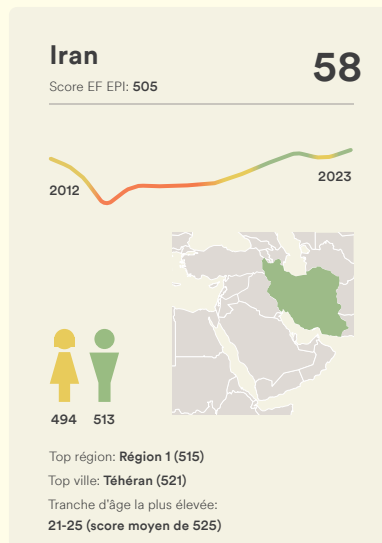 Iran
58
Score EF EPI: 505
2012
2023
494
513
Top région: Région 1 (515)
Top ville: Téhéran (521)
Tranche d'âge la plus élevée:
21-25 (score moyen de 525)